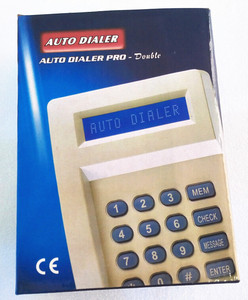 AUTO DIALER
AUTO DIALER PRO - Double
AUTO DIALER
1 2 3 MEM
4 5 6 CHECK
7 8 9 MESSAGE
0 # ENTER
CE